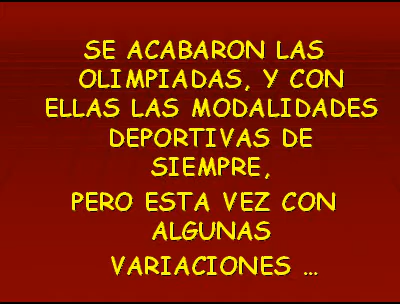 SE ACABARON LAS
OLIMPIADAS, Y CON
ELLAS LAS MODALIDADES
DEPORTIVAS DE
SIEMPRE,
PERO ESTA VEZ CON
ALGUNAS
VARIACIONES ...